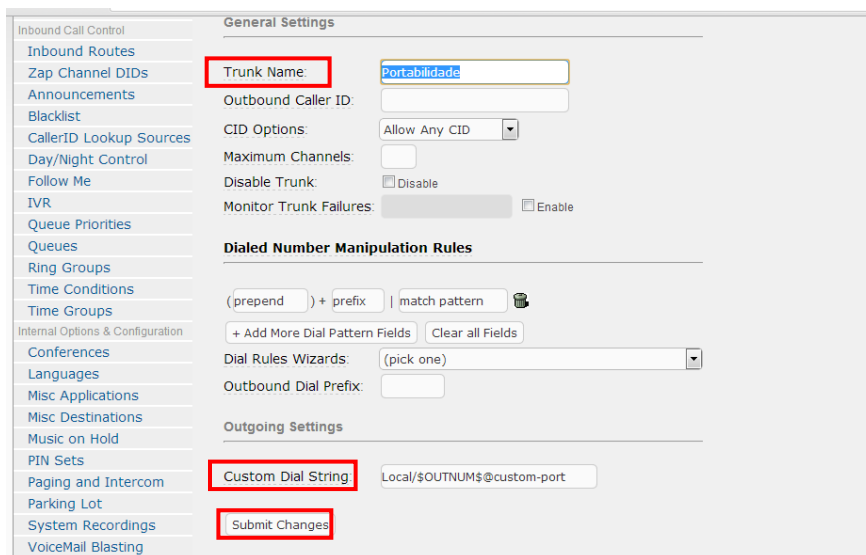 Inbound Call Control
Inbound Routes
Zap Channel DIDs
Announcements
Blacklist
CallerID Lookup Sources
Day/Night Control
Follow Me
IVR
Queue Priorities
Queues
Ring Groups
Time Conditions
Time Groups
Internal Options & Configuration
Conferences
Languages
Misc Applications
Misc Destinations
Music on Hold
PIN Sets
Paging and Intercom
Parking Lot
System Recordings
VoiceMail Blasting
General Settings
Trunk Name: Portabilidade
Outbound Caller ID:
CID Options: Allow Any CID
Maximum Channels:
Disable Trunk: Disable
Monitor Trunk Failures: Enable
Dialed Number Manipulation Rules
(prepend ) + prefix | match pattern
+ Add More Dial Pattern Fields Clear all Fields
Dial Rules Wizards: (pick one)
Outbound Dial Prefix:
Outgoing Settings
Custom Dial String: Local/$OUTNUM$@custom-port
Submit Changes